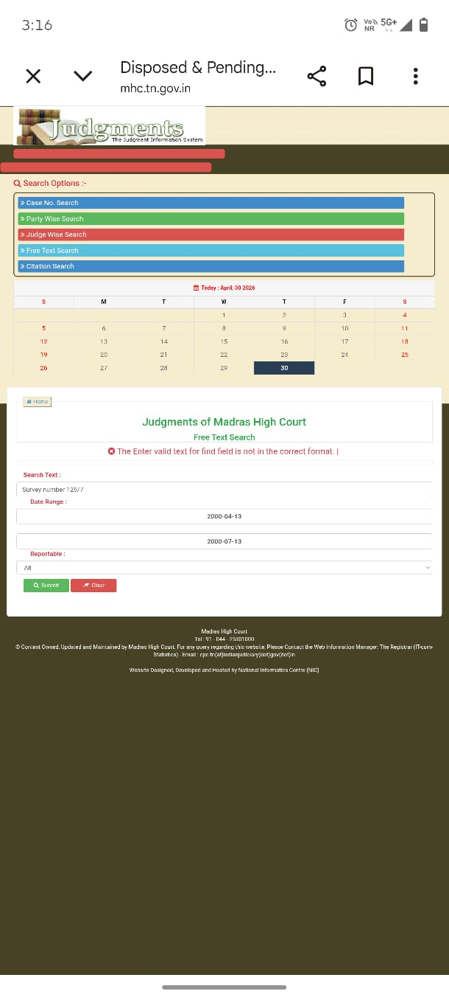 3:16
Vo))
NR
5G+
Disposed & Pending...
mhc.tn.gov.in
Judgments
The Judgment Information System
Search Options :-
» Case No. Search
» Party Wise Search
» Judge Wise Search
» Free Text Search
» Citation Search
Today : April, 30 2026
S M T W T F S
1 2 3 4
5 6 7 8 9 10 11
12 13 14 15 16 17 18
19 20 21 22 23 24 25
26 27 28 29 30
Home
Judgments of Madras High Court
Free Text Search
The Enter valid text for find field is not in the correct format. |
Search Text :
Survey number 125/7
Date Range :
2000-04-13
2000-07-13
Reportable :
All
Submit Clear
Madras High Court
Tel : 91 - 044 - 25301000
© Content Owned, Updated and Maintained by Madras High Court. For any query regarding this website, Please Contact the Web Information Manager: The Registrar (IT-cum-
Statistics) - Email : cpc-tn(at)indianjudiciary(dot)gov(dot)in
Website Designed, Developed and Hosted by National Informatics Centre (NIC)